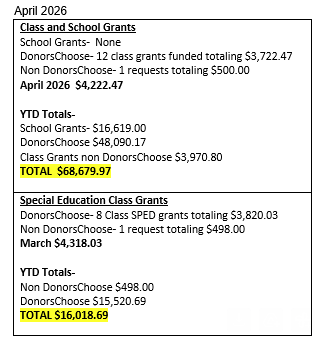 April 2026
Class and School Grants
School Grants- None
DonorsChoose- 12 class grants funded totaling $3,722.47
Non DonorsChoose- 1 requests totaling $500.00
April 2026 $4,222.47
YTD Totals-
School Grants- $16,619.00
DonorsChoose $48,090.17
Class Grants non DonorsChoose $3,970.80
TOTAL $68,679.97
Special Education Class Grants
DonorsChoose- 8 Class SPED grants totaling $3,820.03
Non DonorsChoose- 1 request totaling $498.00
March $4,318.03
YTD Totals-
Non DonorsChoose $498.00
DonorsChoose $15,520.69
TOTAL $16,018.69